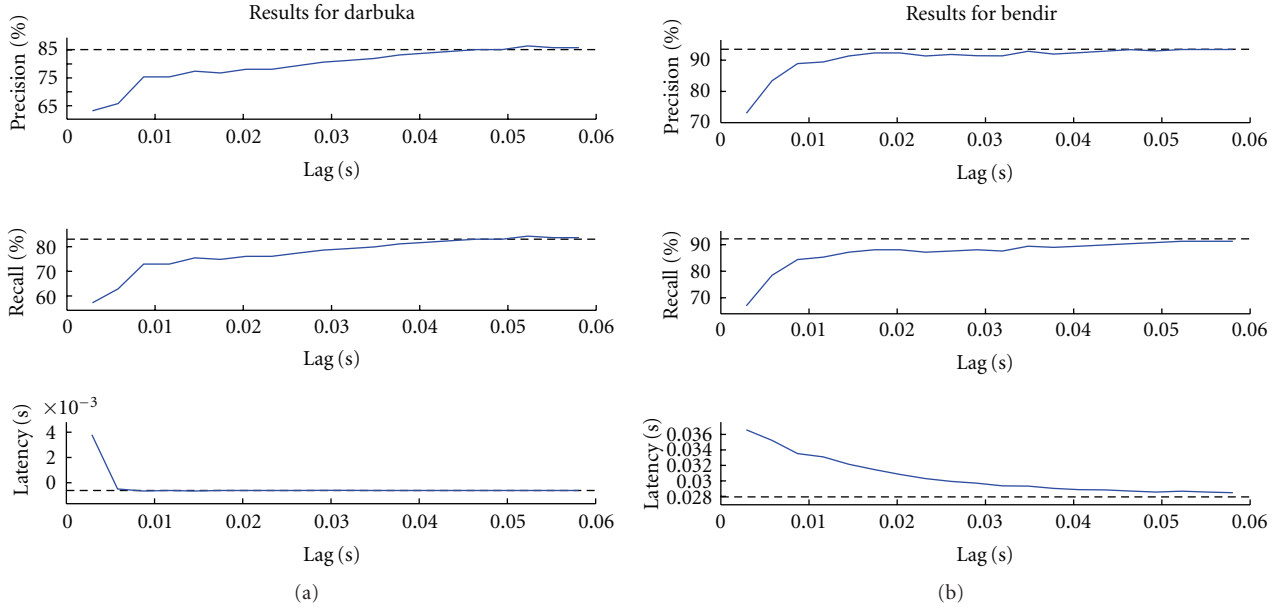 Results for darbuka
Precision (%)
85
75
65
0 0.01 0.02 0.03 0.04 0.05 0.06
Lag (s)
Recall (%)
80
70
60
0 0.01 0.02 0.03 0.04 0.05 0.06
Lag (s)
×10−3
Latency (s)
4
2
0
0 0.01 0.02 0.03 0.04 0.05 0.06
Lag (s)
(a)
Results for bendir
Precision (%)
90
80
70
0 0.01 0.02 0.03 0.04 0.05 0.06
Lag (s)
Recall (%)
90
80
70
0 0.01 0.02 0.03 0.04 0.05 0.06
Lag (s)
Latency (s)
0.036
0.034
0.032
0.03
0.028
0 0.01 0.02 0.03 0.04 0.05 0.06
Lag (s)
(b)